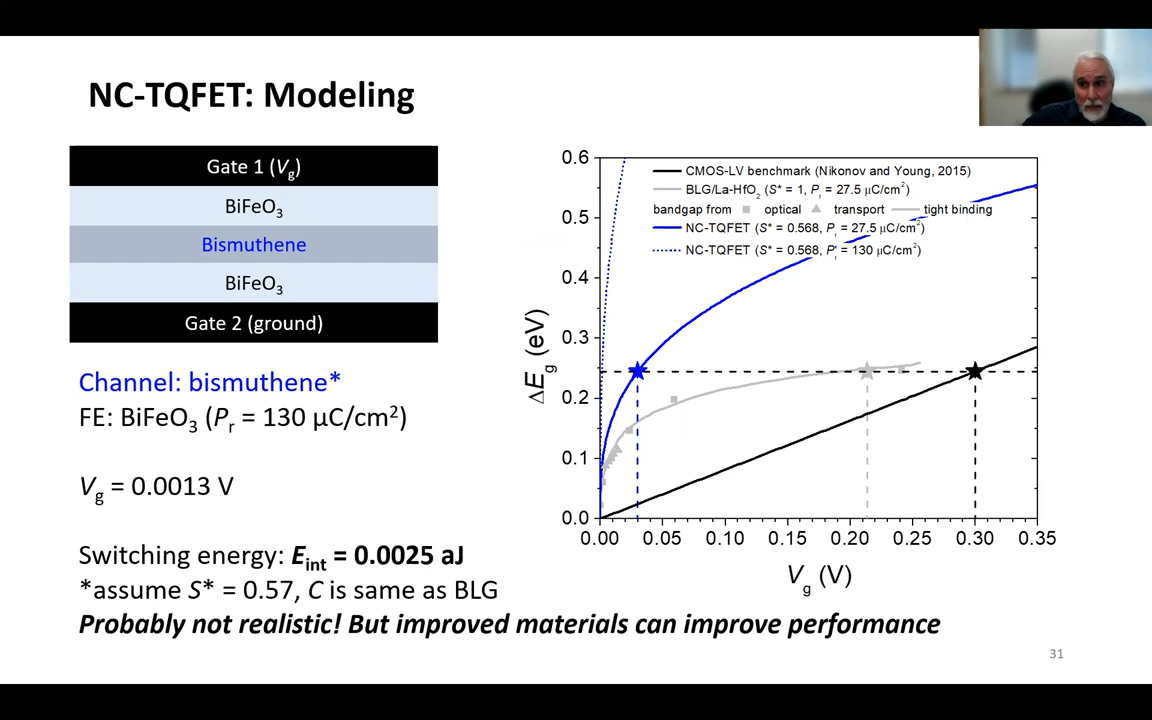 NC-TQFET: Modeling
Gate 1 (Vg)
BiFeO3
Bismuthene
BiFeO3
Gate 2 (ground)
Channel: bismuthene*
FE: BiFeO3 (Pr = 130 µC/cm2)
Vg = 0.0013 V
Switching energy: Eint = 0.0025 aJ
*assume S* = 0.57, C is same as BLG
Probably not realistic! But improved materials can improve performance
0.6
0.5
0.4
0.3
0.2
0.1
0.0
ΔEg (eV)
CMOS-LV benchmark (Nikonov and Young, 2015)
BLG/La-HfO2 (S* = 1, Pr = 27.5 µC/cm2)
bandgap from optical transport tight binding
NC-TQFET (S* = 0.568, Pr = 27.5 µC/cm2)
NC-TQFET (S* = 0.568, Pr = 130 µC/cm2)
0.00 0.05 0.10 0.15 0.20 0.25 0.30 0.35
Vg (V)
31